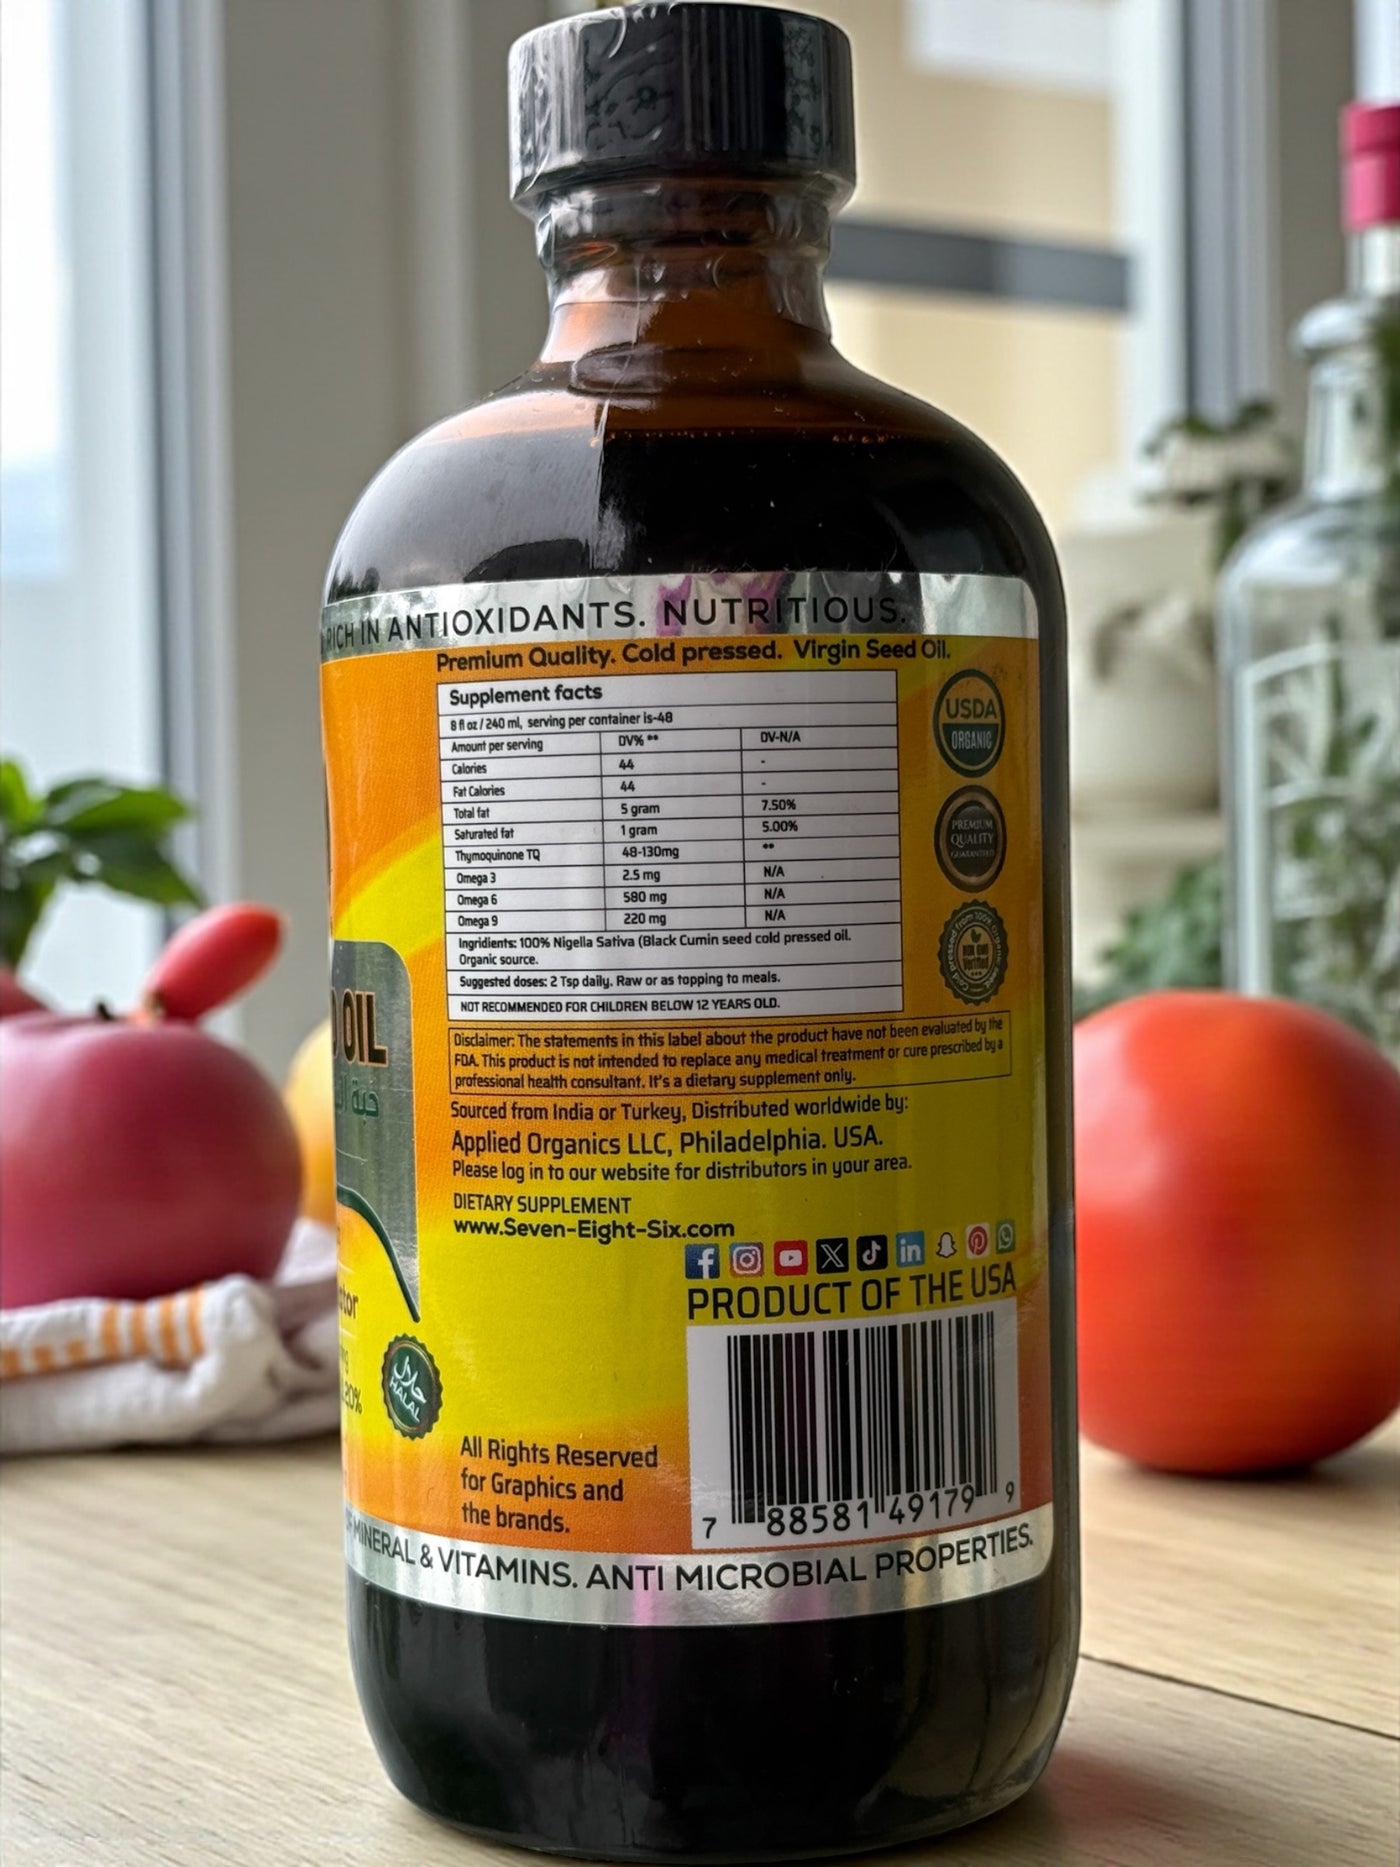 RICH IN ANTIOXIDANTS. NUTRITIOUS.
Premium Quality. Cold pressed. Virgin Seed Oil.
Supplement facts
8 fl oz / 240 ml, serving per container is-48
Amount per serving DV% ** DV-N/A
Calories 44 -
Fat Calories 44 -
Total fat 5 gram 7.50%
Saturated fat 1 gram 5.00%
Thymoquinone TQ 48-130mg **
Omega 3 2.5 mg N/A
Omega 6 580 mg N/A
Omega 9 220 mg N/A
Ingridients: 100% Nigella Sativa (Black Cumin seed cold pressed oil.
Organic source.
Suggested doses: 2 Tsp daily. Raw or as topping to meals.
NOT RECOMMENDED FOR CHILDREN BELOW 12 YEARS OLD.
USDA
ORGANIC
PREMIUM
QUALITY
GUARANTEED
Verified
Disclaimer: The statements in this label about the product have not been evaluated by the
FDA. This product is not intended to replace any medical treatment or cure prescribed by a
professional health consultant. It's a dietary supplement only.
Sourced from India or Turkey, Distributed worldwide by:
Applied Organics LLC, Philadelphia. USA.
Please log in to our website for distributors in your area.
DIETARY SUPPLEMENT
www.Seven-Eight-Six.com
PRODUCT OF THE USA
OIL
حلال
HALAL
All Rights Reserved
for Graphics and
the brands.
7 88581 49179 9
MINERAL & VITAMINS. ANTI MICROBIAL PROPERTIES.